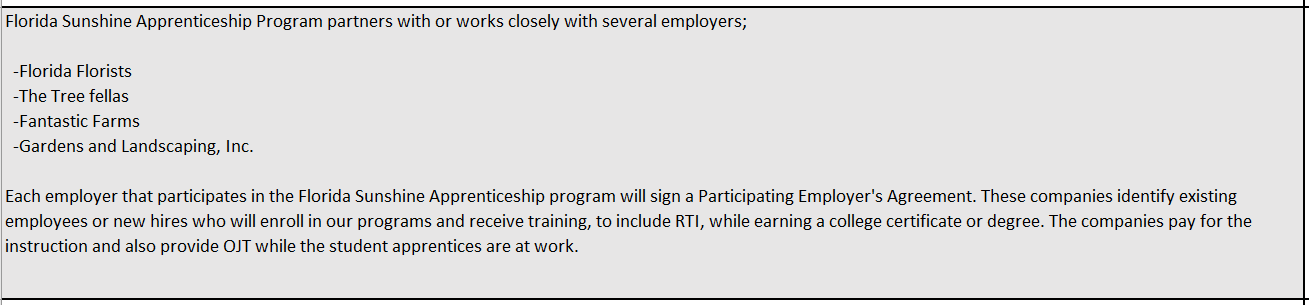 Florida Sunshine Apprenticeship Program partners with or works closely with several employers;
-Florida Florists
-The Tree fellas
-Fantastic Farms
-Gardens and Landscaping, Inc.
Each employer that participates in the Florida Sunshine Apprenticeship program will sign a Participating Employer's Agreement. These companies identify existing
employees or new hires who will enroll in our programs and receive training, to include RTI, while earning a college certificate or degree. The companies pay for the
instruction and also provide OJT while the student apprentices are at work.